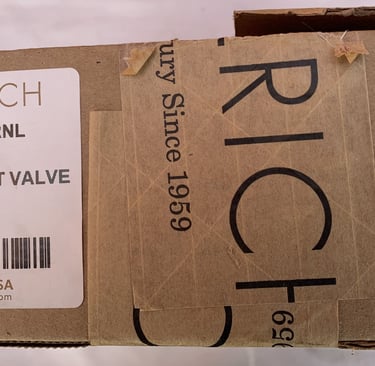 CH
RNL
T VALVE
SA
om
ury Since 1959
RICH
959